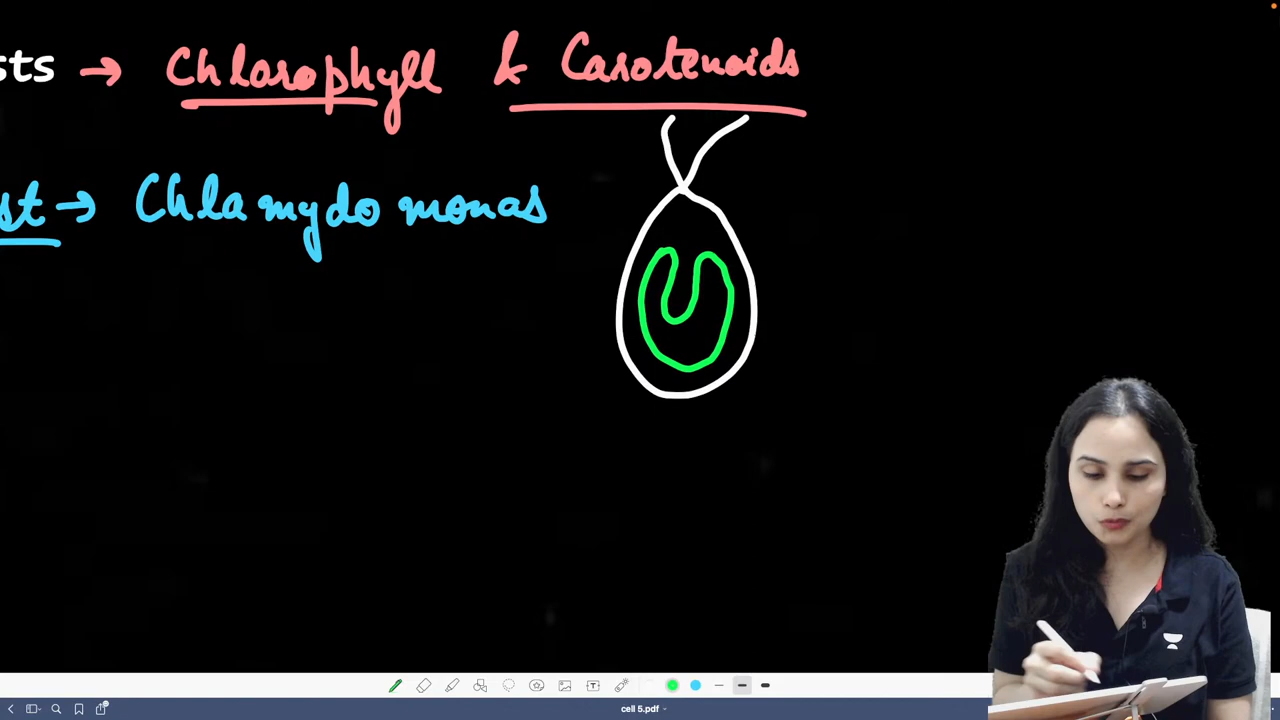 sts → Chlorophyll & Carotenoids
st → Chlamydomonas
cell 5.pdf